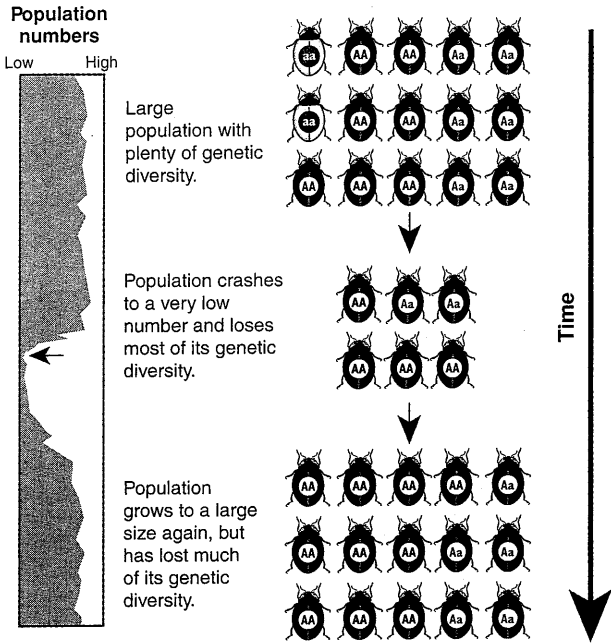 Population
numbers
Low High
aa AA AA Aa Aa
Large
population with
plenty of genetic
diversity.
aa AA AA Aa Aa
AA AA AA Aa Aa
Population crashes
to a very low
number and loses
most of its genetic
diversity.
AA Aa Aa
AA AA AA
Time
Population
grows to a large
size again, but
has lost much
of its genetic
diversity.
AA AA AA AA Aa
AA AA AA Aa Aa
AA AA AA Aa Aa